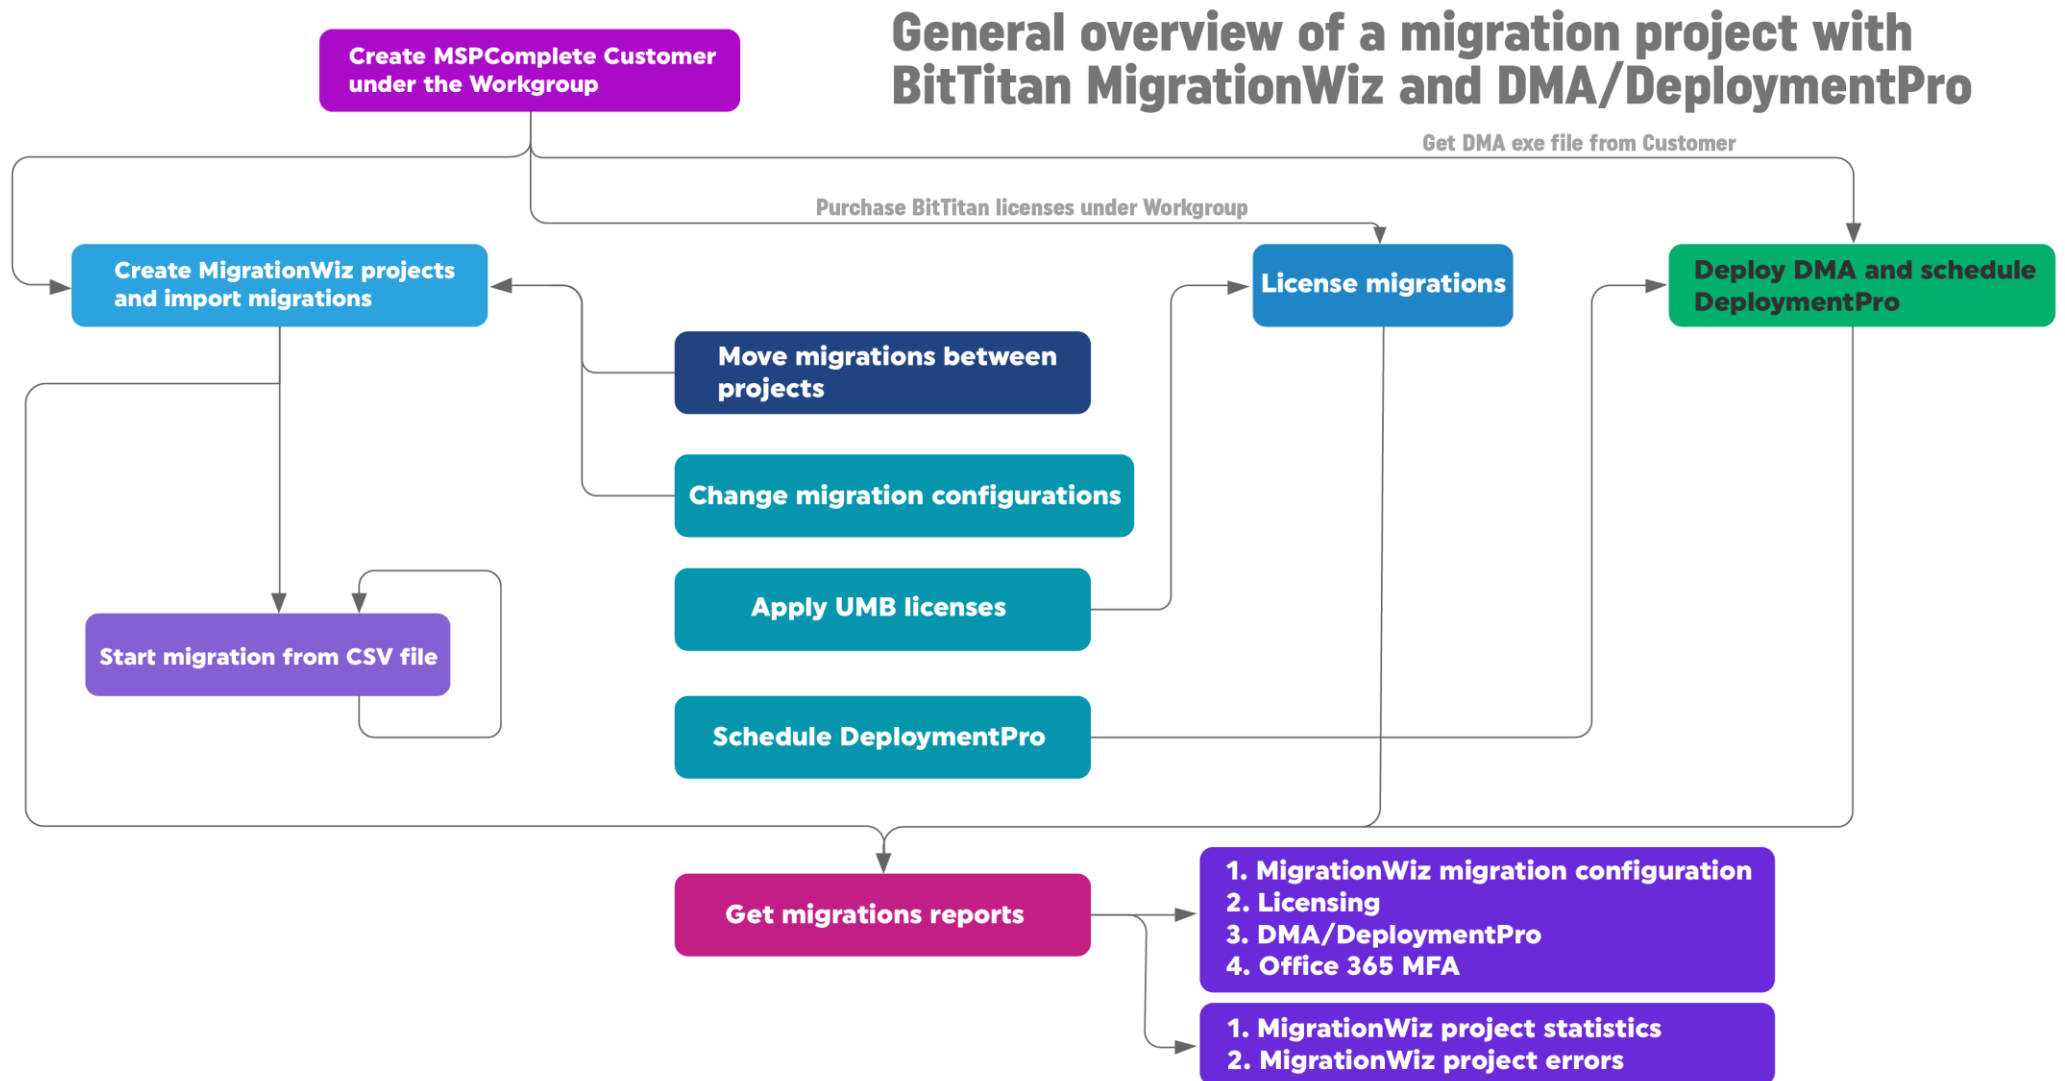 General overview of a migration project with
BitTitan MigrationWiz and DMA/DeploymentPro
Create MSPComplete Customer
under the Workgroup
Get DMA exe file from Customer
Purchase BitTitan licenses under Workgroup
Create MigrationWiz projects
and import migrations
License migrations
Deploy DMA and schedule
DeploymentPro
Move migrations between
projects
Change migration configurations
Apply UMB licenses
Start migration from CSV file
Schedule DeploymentPro
Get migrations reports
1. MigrationWiz migration configuration
2. Licensing
3. DMA/DeploymentPro
4. Office 365 MFA
1. MigrationWiz project statistics
2. MigrationWiz project errors